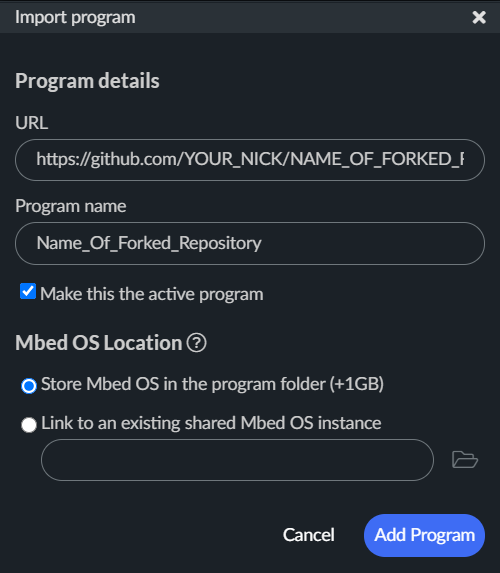 Import program
Program details
URL
https://github.com/YOUR_NICK/NAME_OF_FORKED_
Program name
Name_Of_Forked_Repository
Make this the active program
Mbed OS Location
Store Mbed OS in the program folder (+1GB)
Link to an existing shared Mbed OS instance
Cancel
Add Program